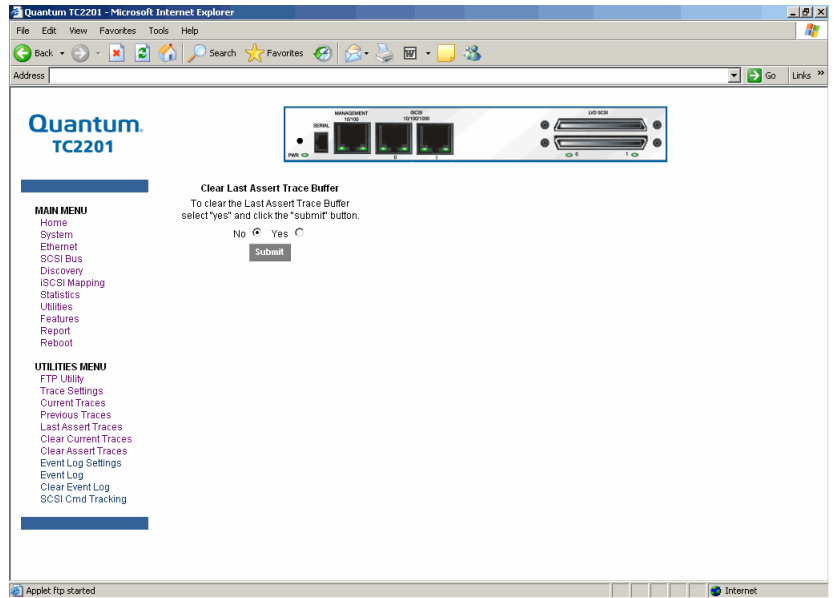 Quantum TC2201 - Microsoft Internet Explorer
File Edit View Favorites Tools Help
Back Search Favorites
Address Go Links »
Quantum.
TC2201
MANAGEMENT
10/100
ISCSI
10/100/1000
LVD SCSI
SERIAL
PWR 0 1 0 1
Clear Last Assert Trace Buffer
To clear the Last Assert Trace Buffer
select "yes" and click the "submit" button.
No Yes
Submit
MAIN MENU
Home
System
Ethernet
SCSI Bus
Discovery
iSCSI Mapping
Statistics
Utilities
Features
Report
Reboot
UTILITIES MENU
FTP Utility
Trace Settings
Current Traces
Previous Traces
Last Assert Traces
Clear Current Traces
Clear Assert Traces
Event Log Settings
Event Log
Clear Event Log
SCSI Cmd Tracking
Applet ftp started Internet